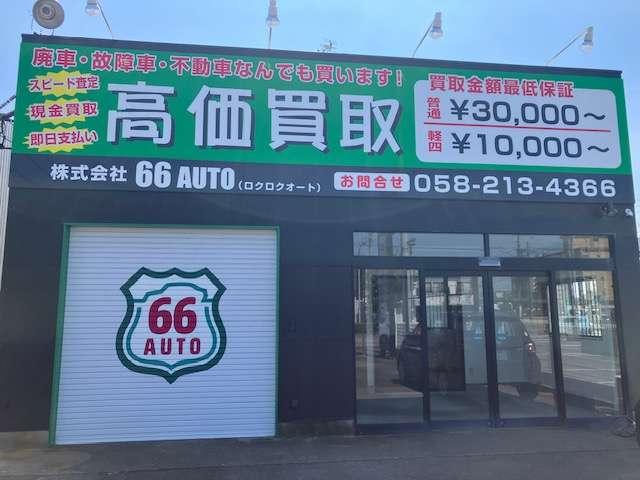 廃車・故障車・不動車なんでも買います!
スピード査定
現金買取
即日支払い
高価買取
買取金額最低保証
普通 ¥30,000〜
軽四 ¥10,000〜
株式会社 66 AUTO (ロクロクオート) お問合せ 058-213-4366
66
AUTO